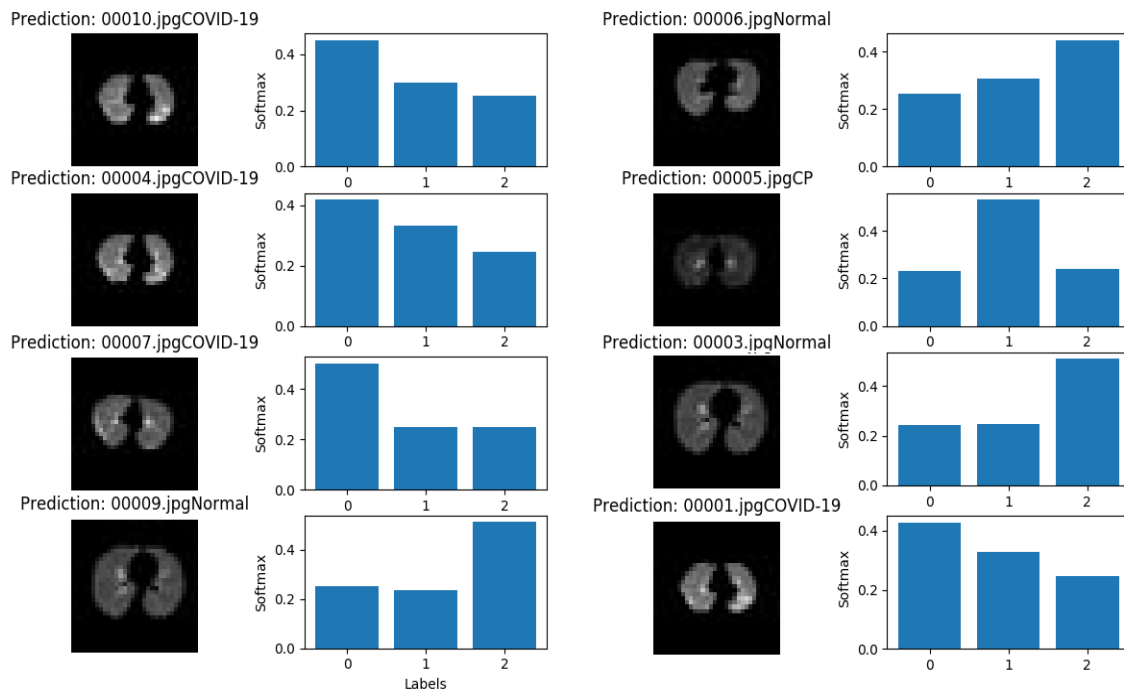 Prediction: 00010.jpgCOVID-19
Softmax
0.4
0.2
0.0
0 1 2
Prediction: 00006.jpgNormal
Softmax
0.4
0.2
0.0
0 1 2
Prediction: 00004.jpgCOVID-19
Softmax
0.4
0.2
0.0
0 1 2
Prediction: 00005.jpgCP
Softmax
0.4
0.2
0.0
0 1 2
Prediction: 00007.jpgCOVID-19
Softmax
0.4
0.2
0.0
0 1 2
Prediction: 00003.jpgNormal
Softmax
0.4
0.2
0.0
0 1 2
Prediction: 00009.jpgNormal
Softmax
0.4
0.2
0.0
0 1 2
Labels
Prediction: 00001.jpgCOVID-19
Softmax
0.4
0.2
0.0
0 1 2